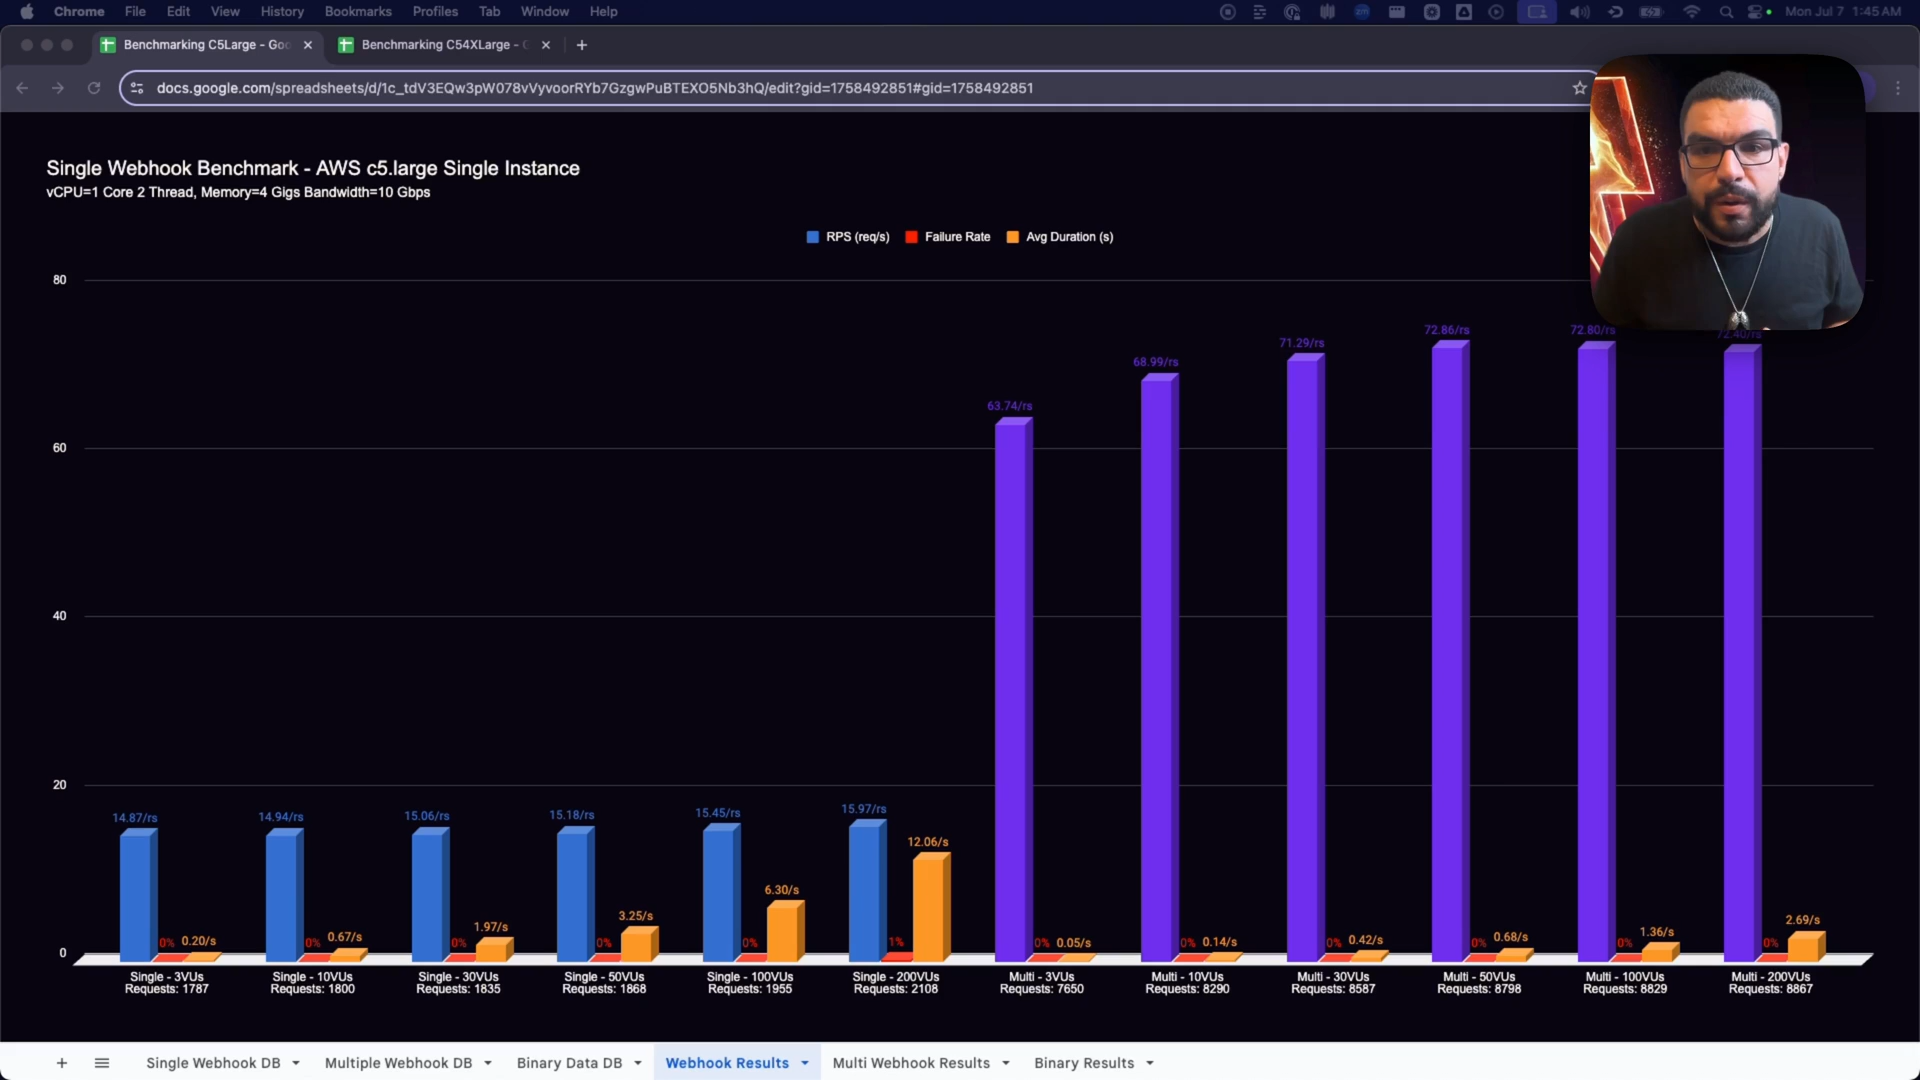 Chrome File Edit View History Bookmarks Profiles Tab Window Help
Mon Jul 7 1:45 AM
Benchmarking C5Large - Goo
Benchmarking C54XLarge -
docs.google.com/spreadsheets/d/1c_tdV3EQw3pW078vVyvoorRYb7GzgwPuBTEXO5Nb3hQ/edit?gid=1758492851#gid=1758492851
Single Webhook Benchmark - AWS c5.large Single Instance
vCPU=1 Core 2 Thread, Memory=4 Gigs Bandwidth=10 Gbps
RPS (req/s) Failure Rate Avg Duration (s)
80
60
40
20
0
14.87/rs 0% 0.20/s
14.94/rs 0% 0.67/s
15.06/rs 0% 1.97/s
15.18/rs 0% 3.25/s
15.45/rs 0% 6.30/s
15.97/rs 1% 12.06/s
63.74/rs 0% 0.05/s
68.99/rs 0% 0.14/s
71.29/rs 0% 0.42/s
72.86/rs 0% 0.68/s
72.80/rs 0% 1.36/s
72.40/rs 0% 2.69/s
Single - 3VUs
Requests: 1787
Single - 10VUs
Requests: 1800
Single - 30VUs
Requests: 1835
Single - 50VUs
Requests: 1868
Single - 100VUs
Requests: 1955
Single - 200VUs
Requests: 2108
Multi - 3VUs
Requests: 7650
Multi - 10VUs
Requests: 8290
Multi - 30VUs
Requests: 8587
Multi - 50VUs
Requests: 8798
Multi - 100VUs
Requests: 8829
Multi - 200VUs
Requests: 8867
Single Webhook DB Multiple Webhook DB Binary Data DB Webhook Results Multi Webhook Results Binary Results